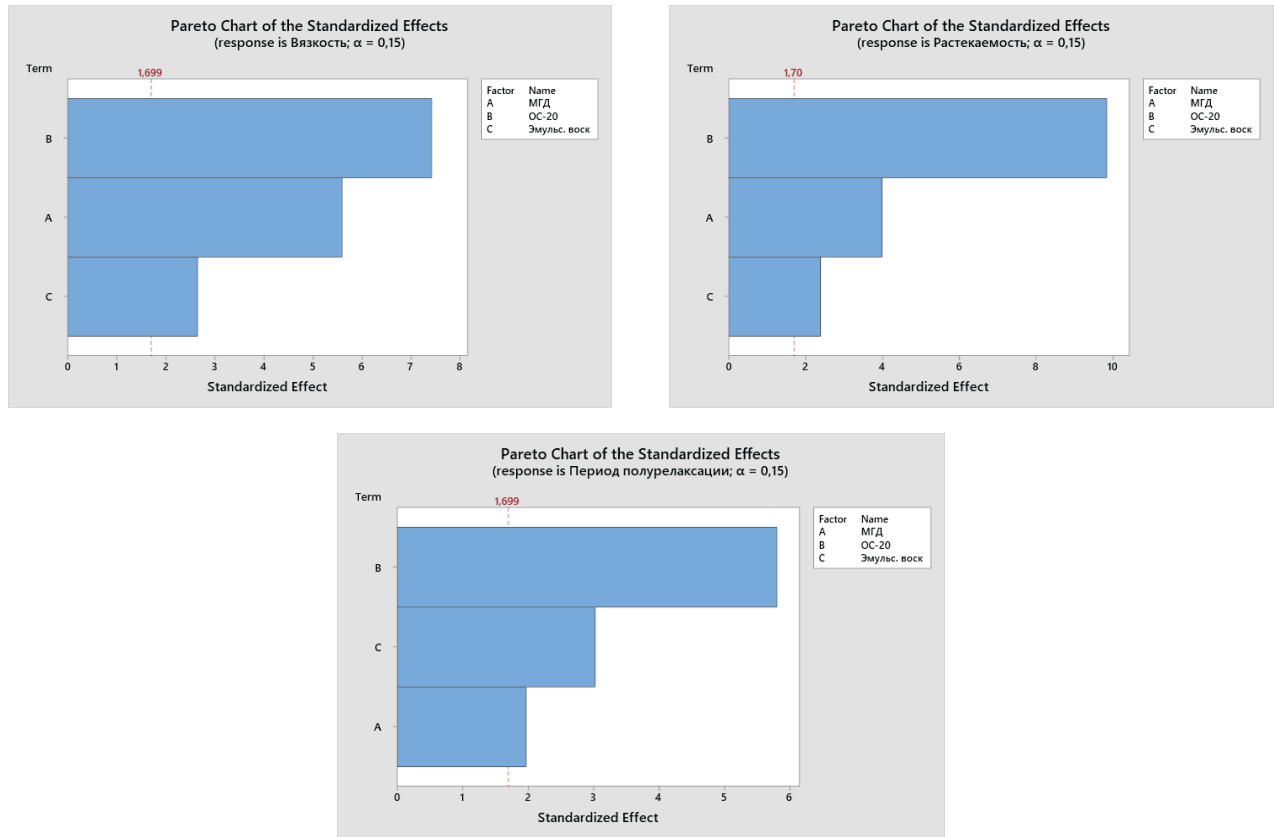 Pareto Chart of the Standardized Effects
(response is Вязкость; α = 0,15)
Term
1,699
Factor Name
A МГД
B ОС-20
C Эмульс. воск
B
A
C
0 1 2 3 4 5 6 7 8
Standardized Effect
Pareto Chart of the Standardized Effects
(response is Растекаемость; α = 0,15)
Term
1,70
Factor Name
A МГД
B ОС-20
C Эмульс. воск
B
A
C
0 2 4 6 8 10
Standardized Effect
Pareto Chart of the Standardized Effects
(response is Период полурелаксации; α = 0,15)
Term
1,699
Factor Name
A МГД
B ОС-20
C Эмульс. воск
B
C
A
0 1 2 3 4 5 6
Standardized Effect